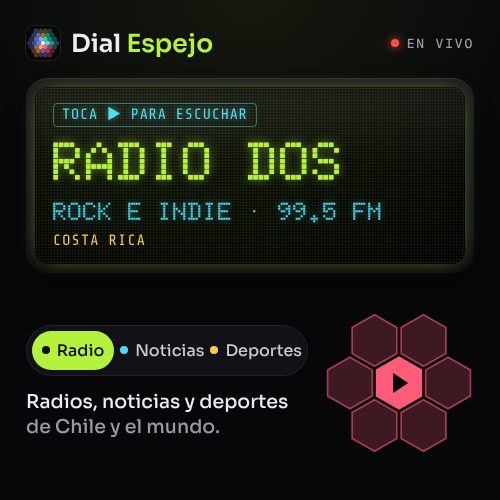 Dial Espejo
EN VIVO
TOCA ▶ PARA ESCUCHAR
RADIO DOS
ROCK E INDIE · 99.5 FM
COSTA RICA
Radio Noticias Deportes
Radios, noticias y deportes
de Chile y el mundo.